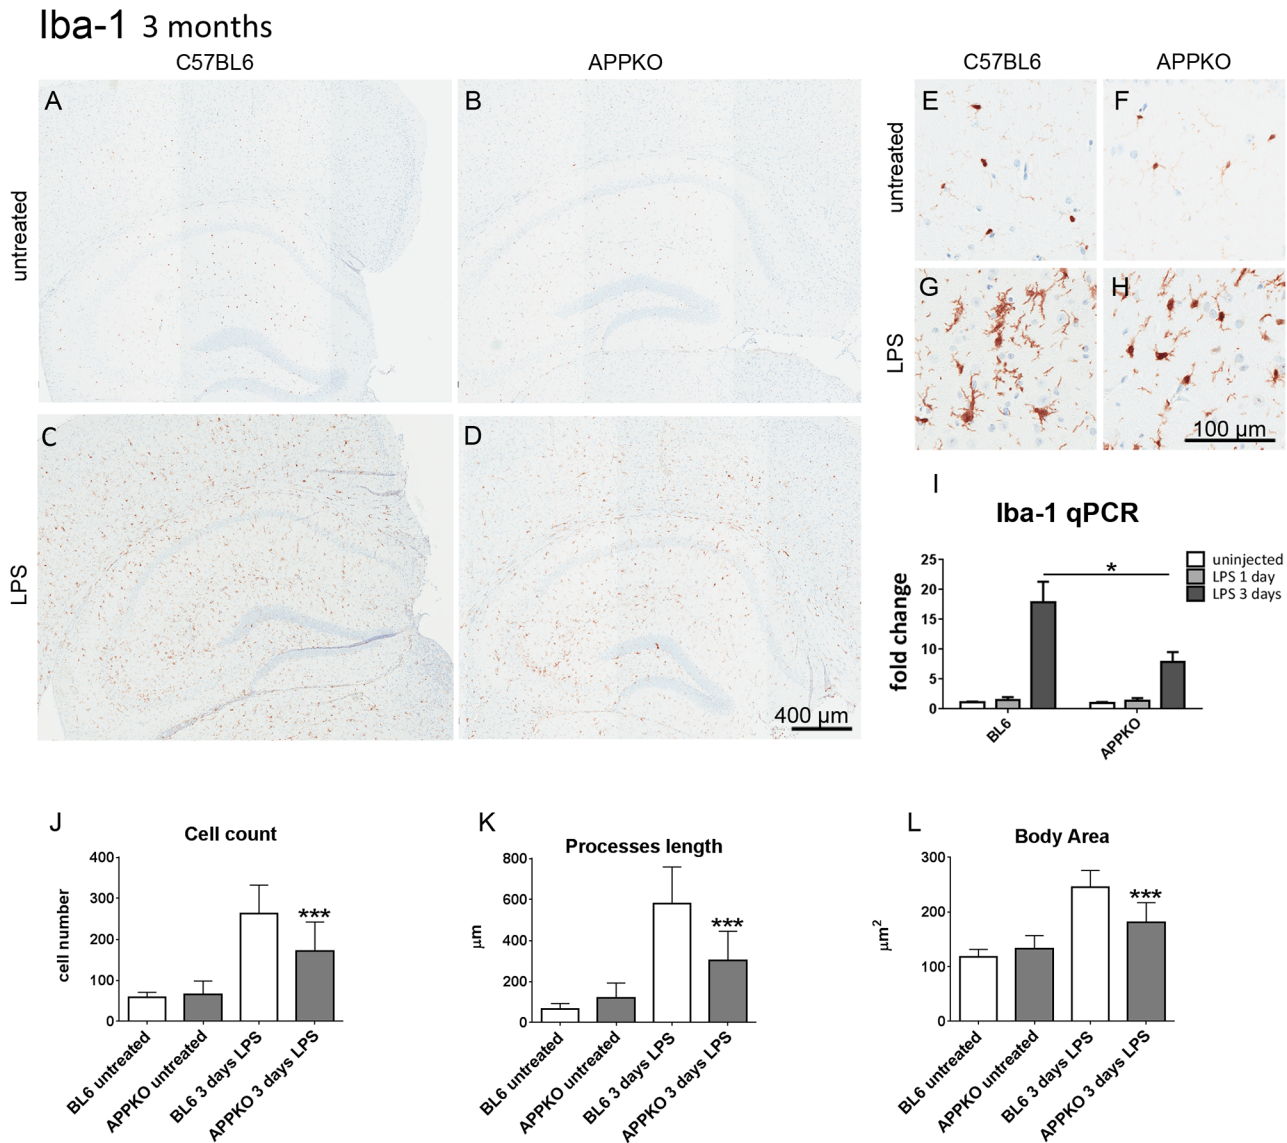 Iba-1 3 months
C57BL6
APPKO
C57BL6
APPKO
untreated
A
B
untreated
E
F
LPS
C
D
400 µm
LPS
G
H
100 µm
I
Iba-1 qPCR
fold change
25
20
15
10
5
0
*
uninjected
LPS 1 day
LPS 3 days
BL6
APPKO
J
Cell count
cell number
400
300
200
100
0
***
BL6 untreated
APPKO untreated
BL6 3 days LPS
APPKO 3 days LPS
K
Processes length
µm
800
600
400
200
0
***
BL6 untreated
APPKO untreated
BL6 3 days LPS
APPKO 3 days LPS
L
Body Area
µm²
300
200
100
0
***
BL6 untreated
APPKO untreated
BL6 3 days LPS
APPKO 3 days LPS